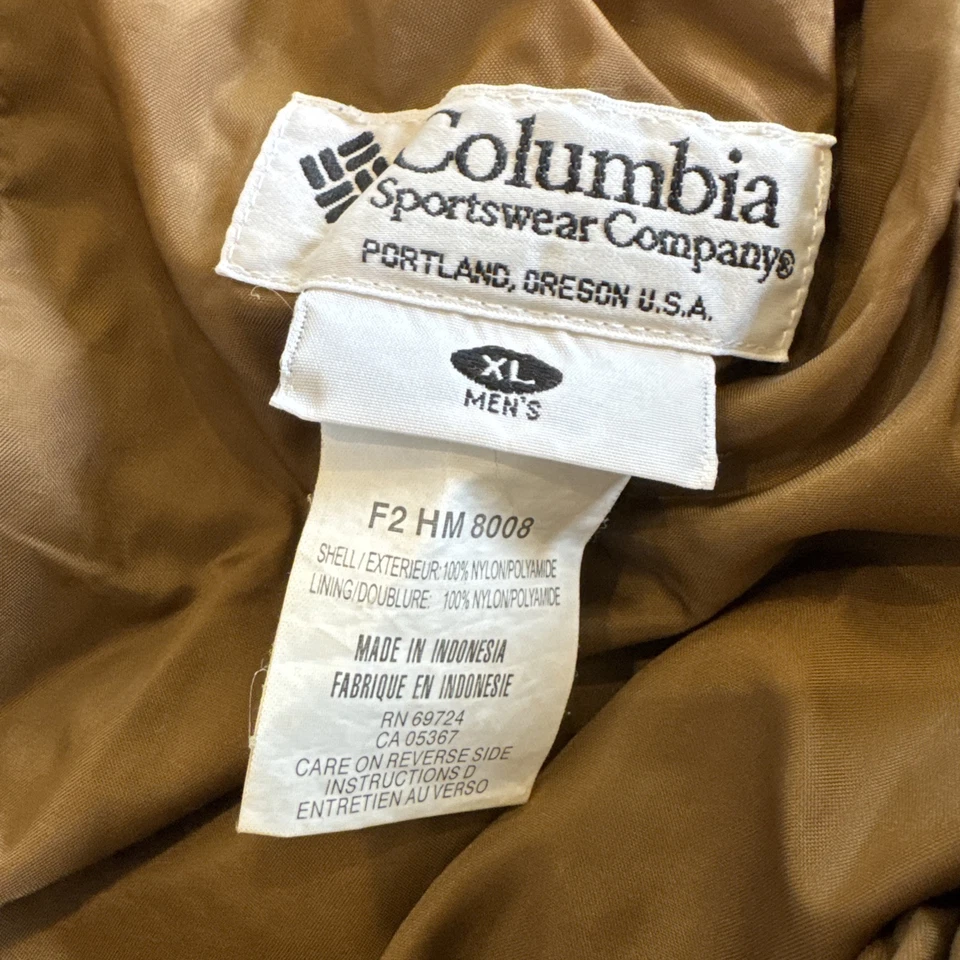 Columbia
Sportswear Company®
PORTLAND, OREGON U.S.A.
XL
MEN'S
F2 HM 8008
SHELL/EXTERIEUR: 100% NYLON/POLYAMIDE
LINING/DOUBLURE: 100% NYLON/POLYAMIDE
MADE IN INDONESIA
FABRIQUE EN INDONESIE
RN 69724
CA 05367
CARE ON REVERSE SIDE
INSTRUCTIONS D
ENTRETIEN AU VERSO